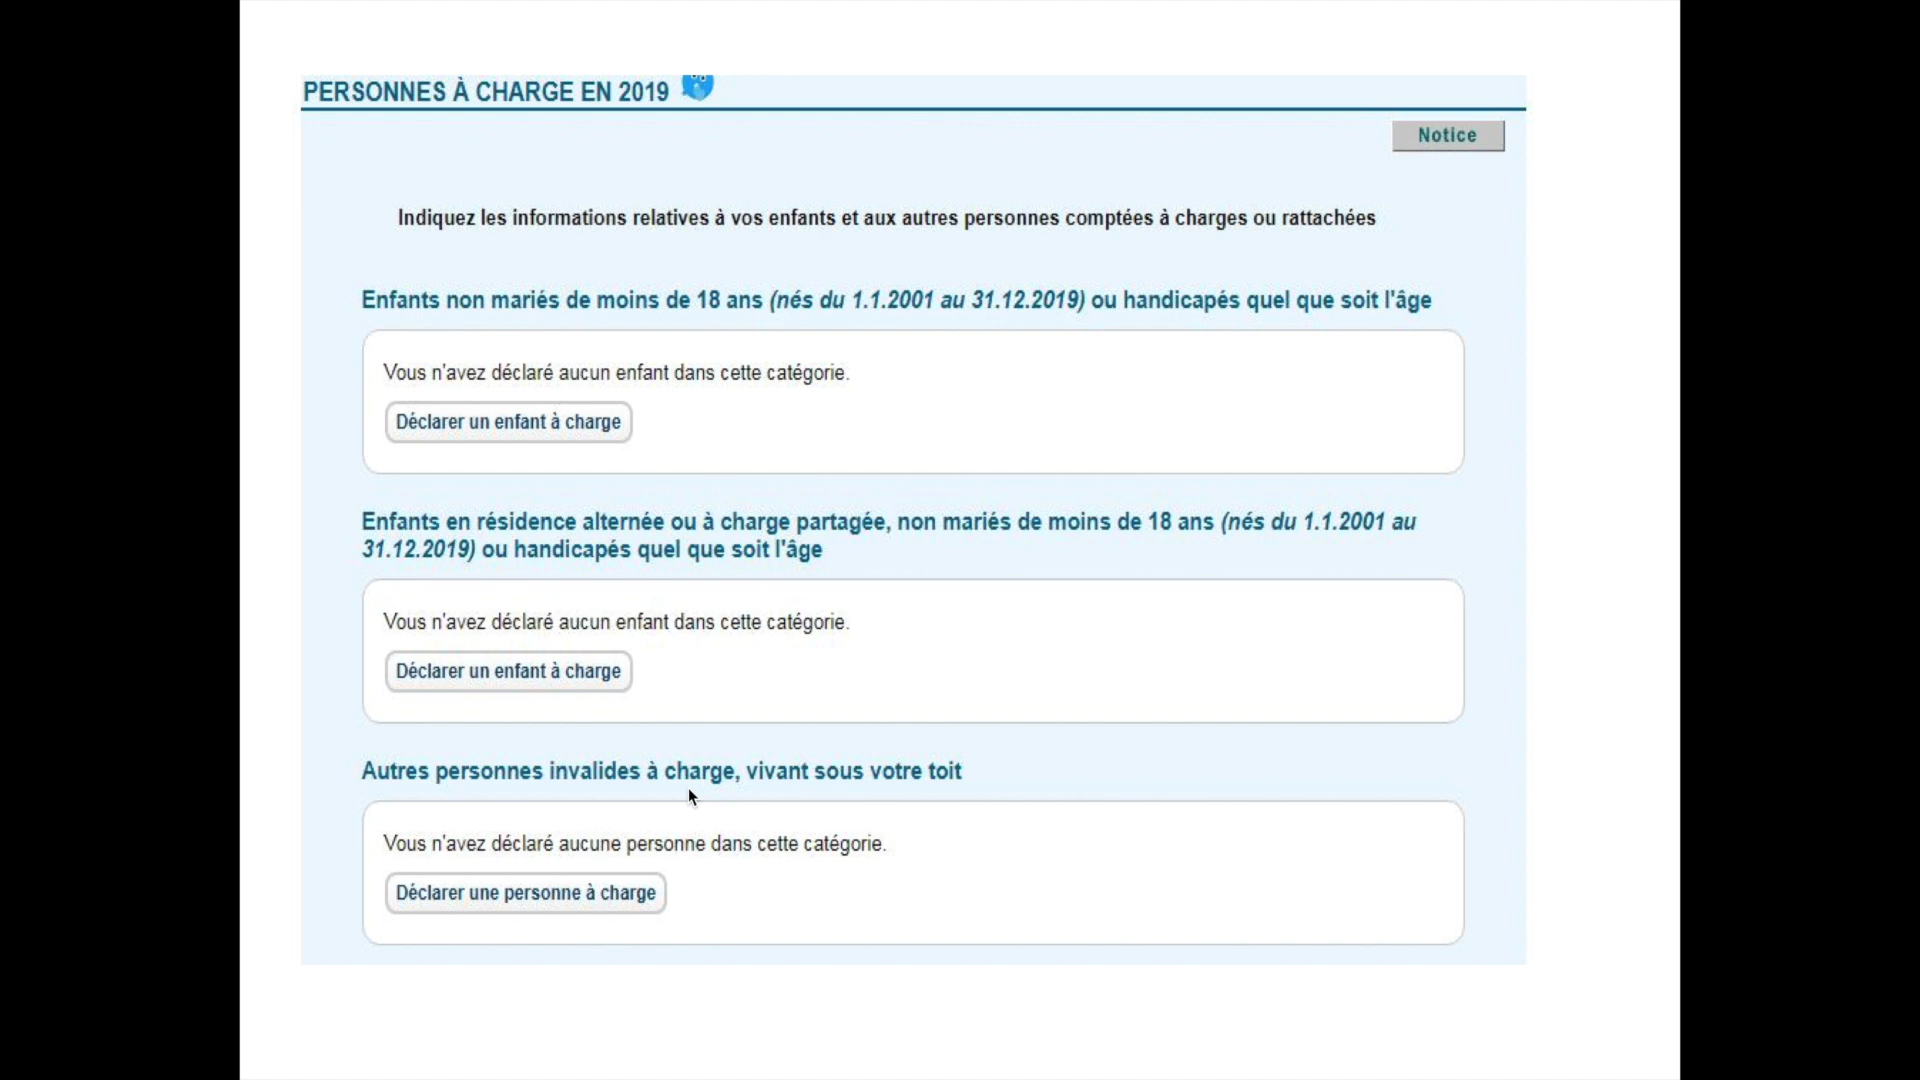 PERSONNES À CHARGE EN 2019
Notice
Indiquez les informations relatives à vos enfants et aux autres personnes comptées à charges ou rattachées
Enfants non mariés de moins de 18 ans (nés du 1.1.2001 au 31.12.2019) ou handicapés quel que soit l'âge
Vous n'avez déclaré aucun enfant dans cette catégorie.
Déclarer un enfant à charge
Enfants en résidence alternée ou à charge partagée, non mariés de moins de 18 ans (nés du 1.1.2001 au
31.12.2019) ou handicapés quel que soit l'âge
Vous n'avez déclaré aucun enfant dans cette catégorie.
Déclarer un enfant à charge
Autres personnes invalides à charge, vivant sous votre toit
Vous n'avez déclaré aucune personne dans cette catégorie.
Déclarer une personne à charge